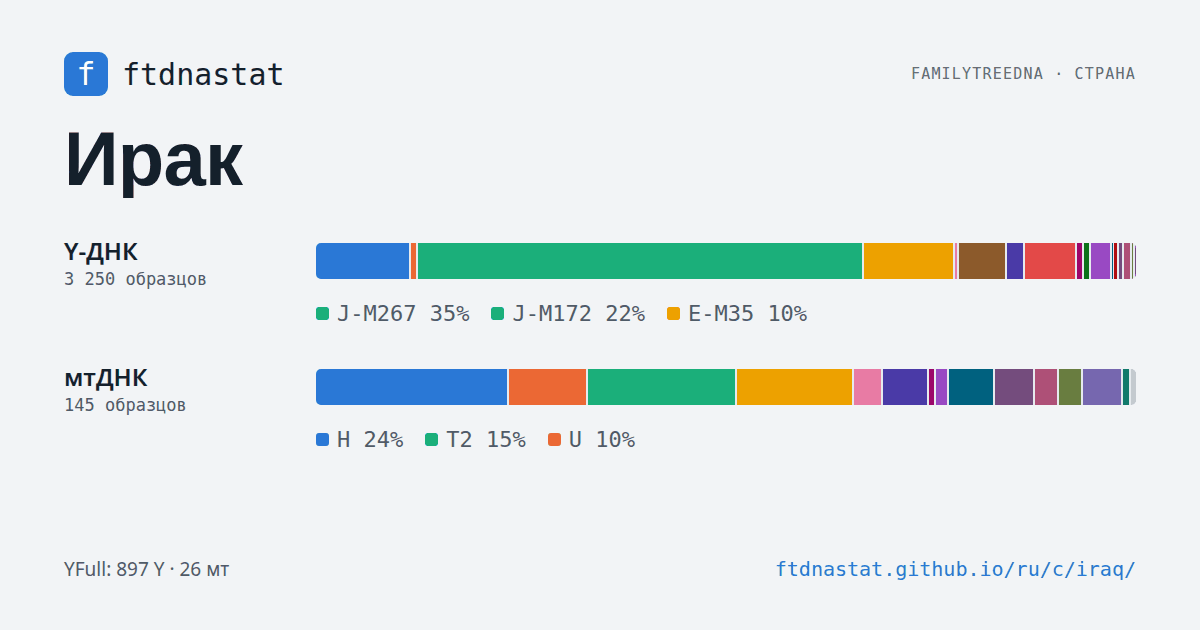 f ftdnastat
FAMILYTREEDNA · СТРАНА
Ирак
Y-ДНК
3 250 образцов
J-M267 35% J-M172 22% E-M35 10%
мтДНК
145 образцов
H 24% T2 15% U 10%
YFull: 897 Y · 26 мт
ftdnastat.github.io/ru/c/iraq/